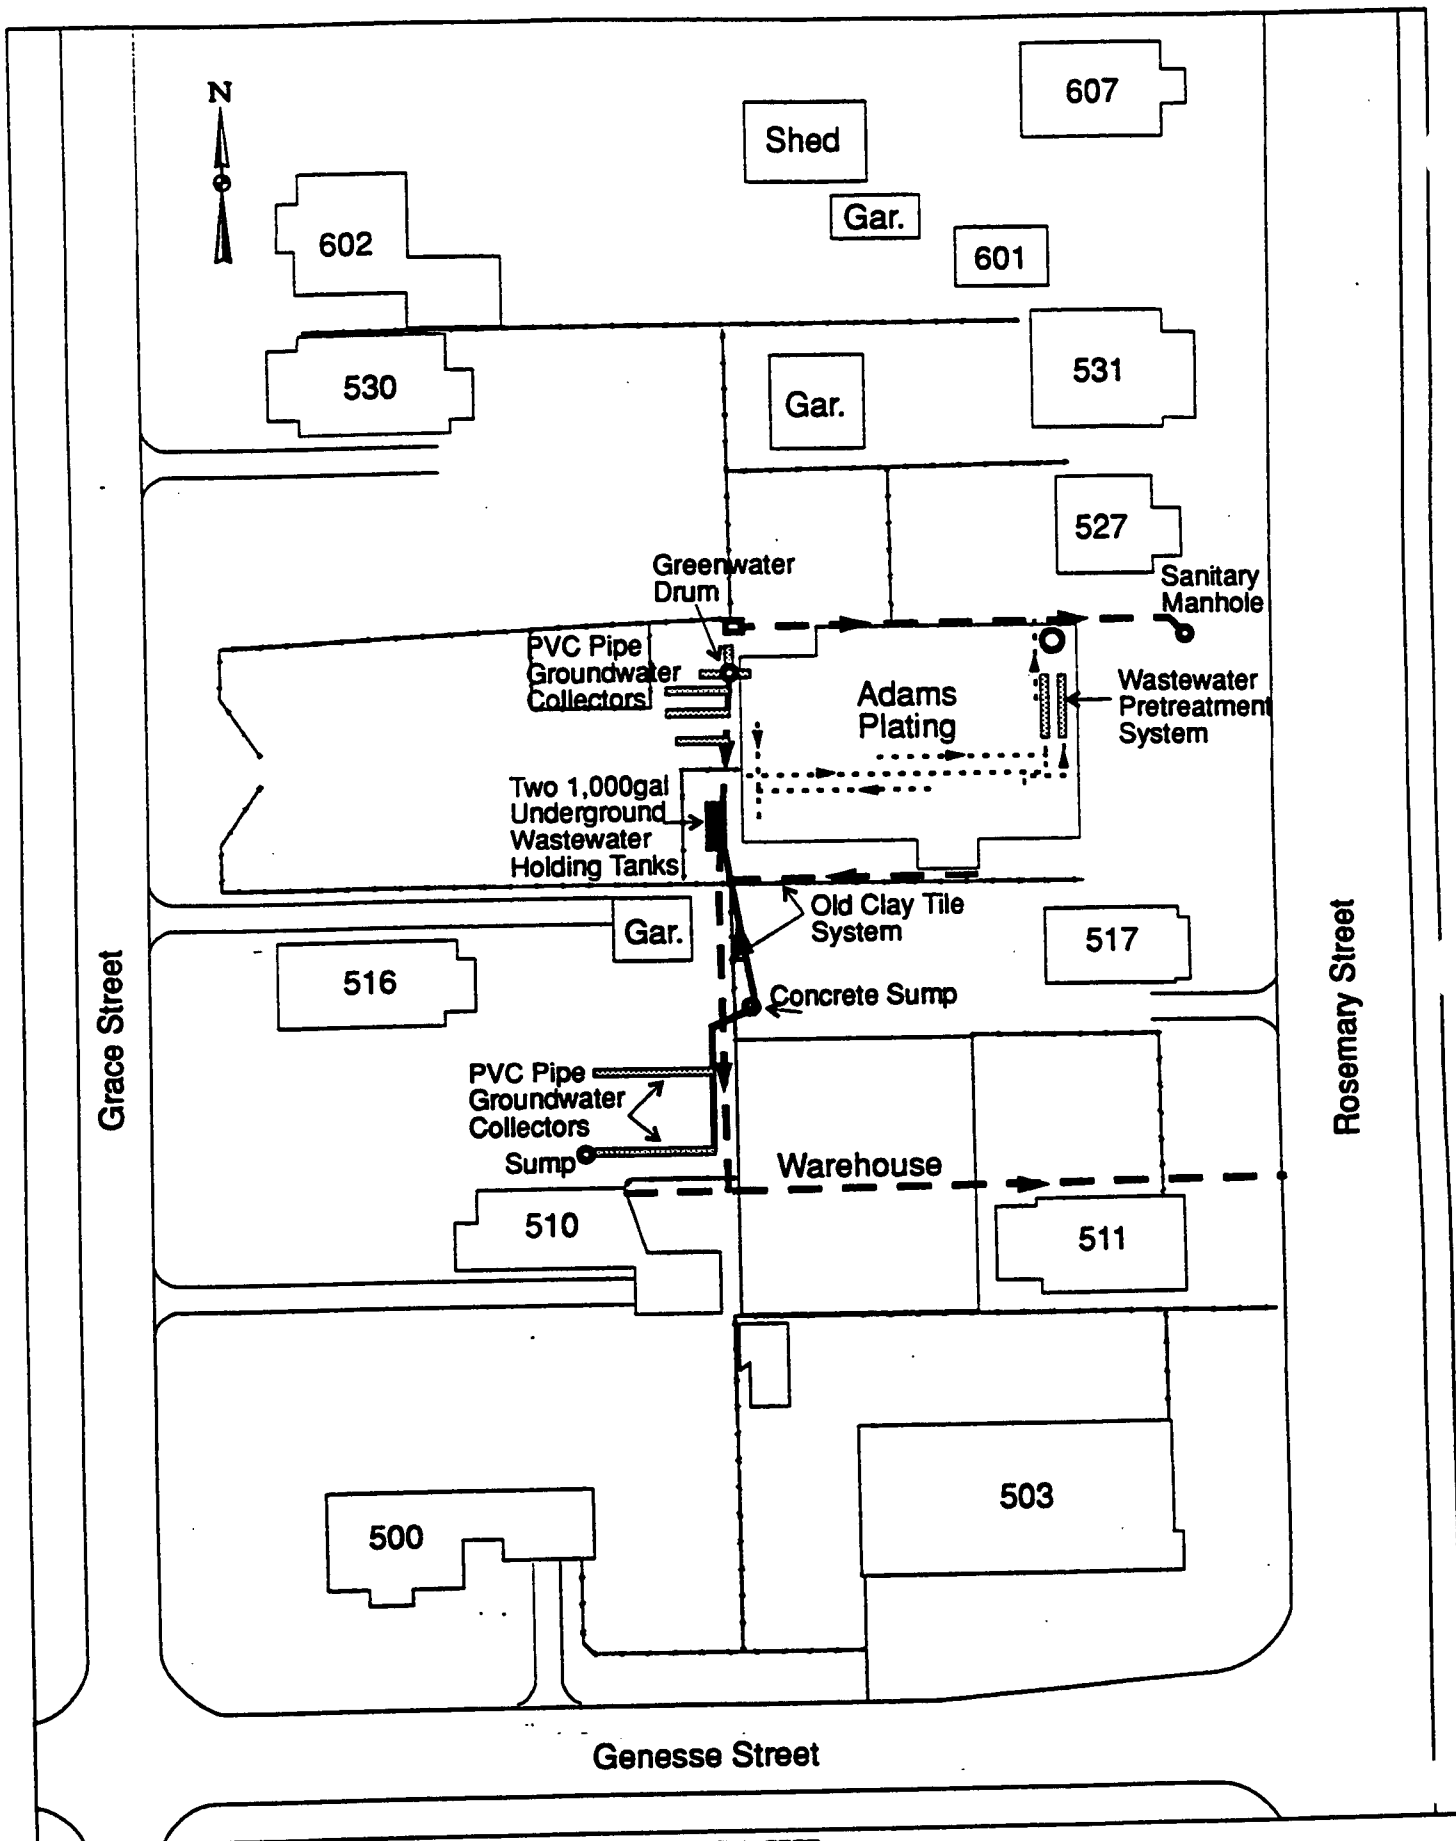 607
N
Shed
Gar.
602
601
530
531
Gar.
527
Greenwater
Drum
Sanitary
Manhole
PVC Pipe
Groundwater
Collectors
Adams
Plating
Wastewater
Pretreatment
System
Two 1,000gal
Underground
Wastewater
Holding Tanks
Old Clay Tile
System
Gar.
517
516
Concrete Sump
Grace Street
Rosemary Street
PVC Pipe
Groundwater
Collectors
Sump
Warehouse
510
511
503
500
Genesse Street